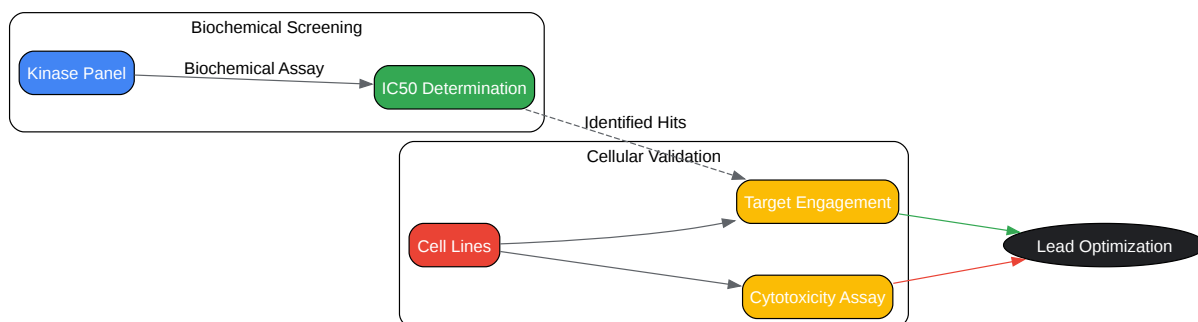 Biochemical Screening
Kinase Panel
Biochemical Assay
IC50 Determination
Identified Hits
Cellular Validation
Target Engagement
Cell Lines
Lead Optimization
Cytotoxicity Assay